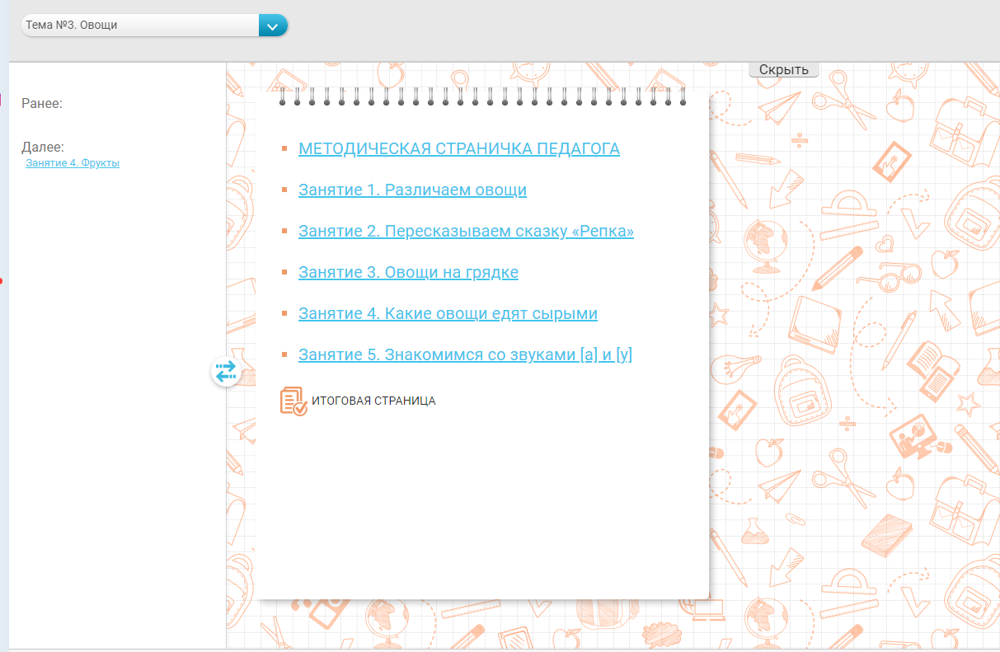 Тема №3. Овощи
Скрыть
Ранее:
Далее:
Занятие 4. Фрукты
МЕТОДИЧЕСКАЯ СТРАНИЧКА ПЕДАГОГА
Занятие 1. Различаем овощи
Занятие 2. Пересказываем сказку «Репка»
Занятие 3. Овощи на грядке
Занятие 4. Какие овощи едят сырыми
Занятие 5. Знакомимся со звуками [а] и [у]
ИТОГОВАЯ СТРАНИЦА